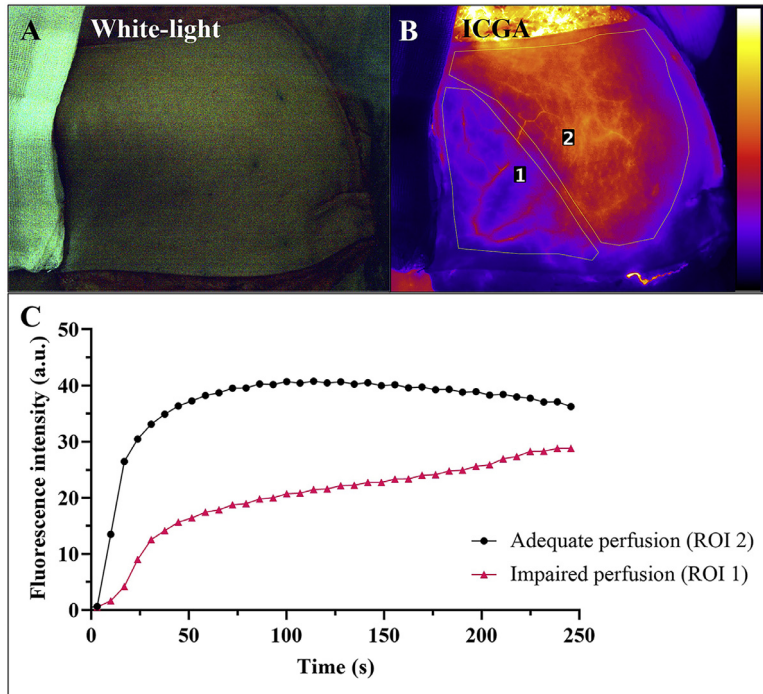 A White-light
B ICGA
1
2
C
Fluorescence intensity (a.u.)
50
40
30
20
10
0
0 50 100 150 200 250
Time (s)
Adequate perfusion (ROI 2)
Impaired perfusion (ROI 1)